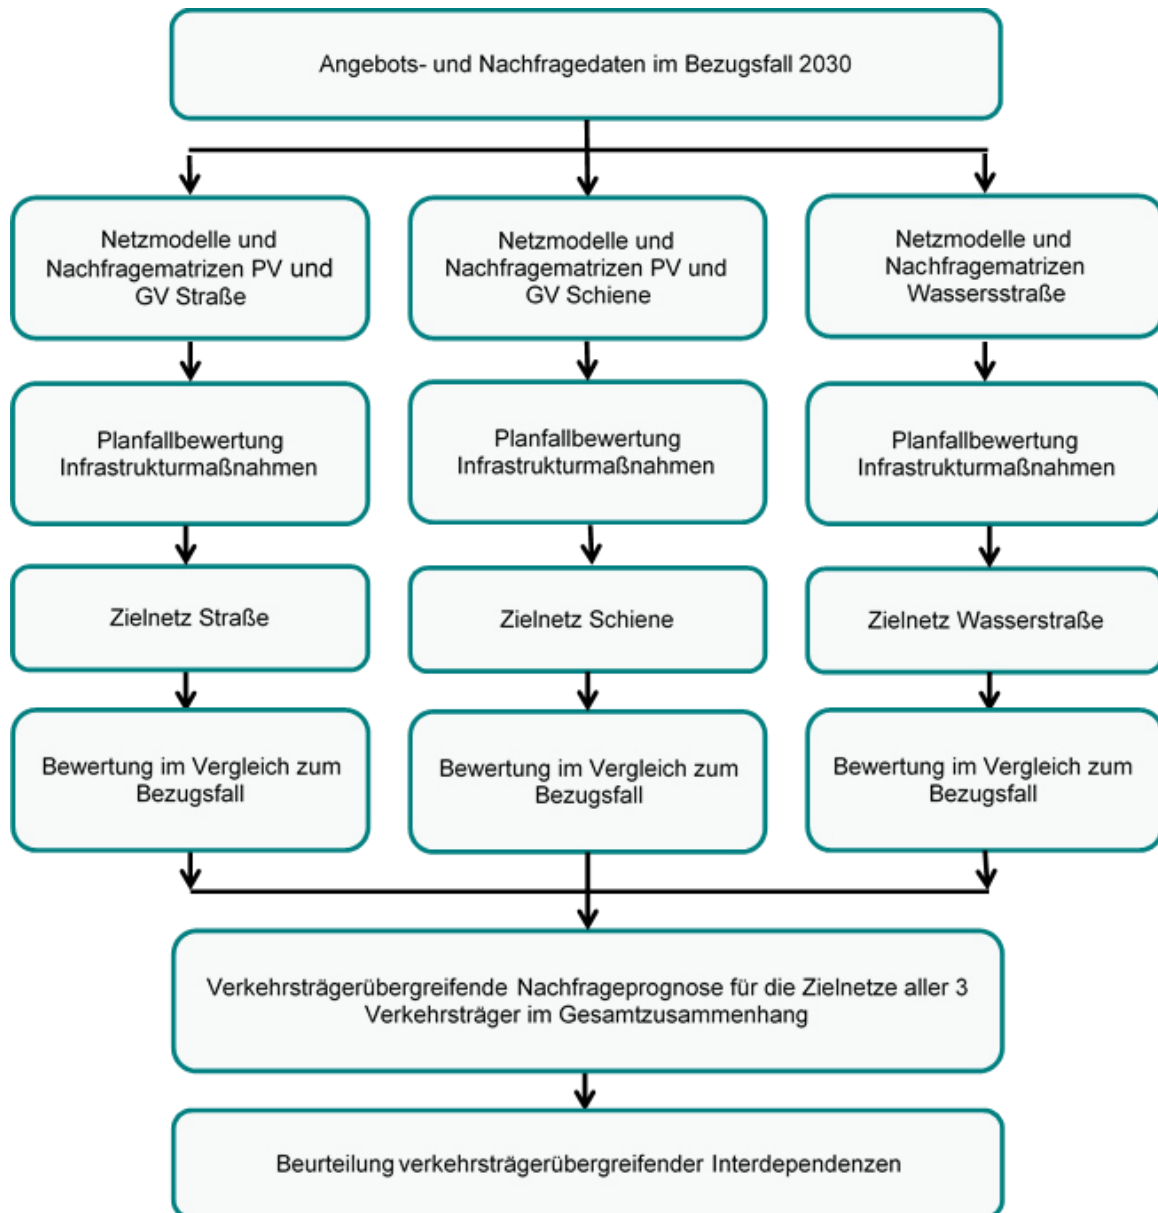 Angebots- und Nachfragedaten im Bezugsfall 2030
Netzmodelle und
Nachfragematrizen PV und
GV Straße
Netzmodelle und
Nachfragematrizen PV und
GV Schiene
Netzmodelle und
Nachfragematrizen
Wassersstraße
Planfallbewertung
Infrastrukturmaßnahmen
Planfallbewertung
Infrastrukturmaßnahmen
Planfallbewertung
Infrastrukturmaßnahmen
Zielnetz Straße
Zielnetz Schiene
Zielnetz Wasserstraße
Bewertung im Vergleich zum
Bezugsfall
Bewertung im Vergleich zum
Bezugsfall
Bewertung im Vergleich zum
Bezugsfall
Verkehrsträgerübergreifende Nachfrageprognose für die Zielnetze aller 3
Verkehrsträger im Gesamtzusammenhang
Beurteilung verkehrsträgerübergreifender Interdependenzen